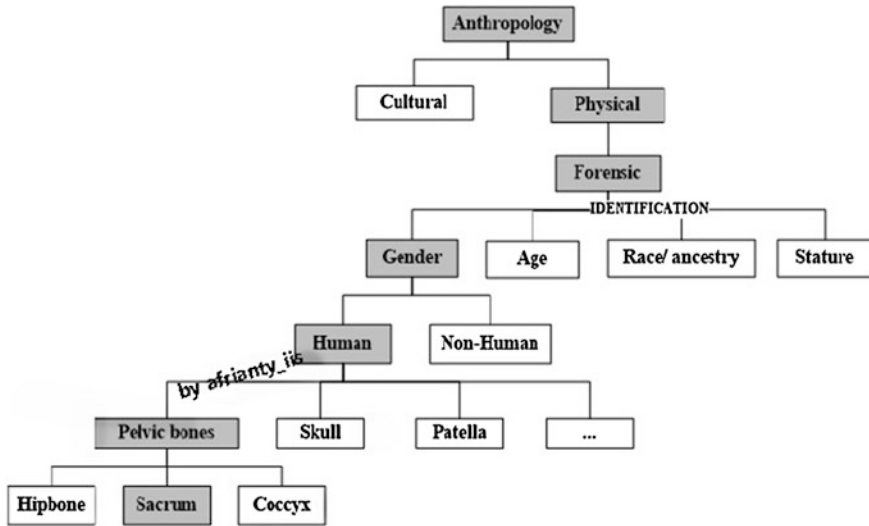 Anthropology
Cultural
Physical
Forensic
IDENTIFICATION
Gender
Age
Race/ ancestry
Stature
Human
Non-Human
by afrianty_iis
Pelvic bones
Skull
Patella
...
Hipbone
Sacrum
Coccyx